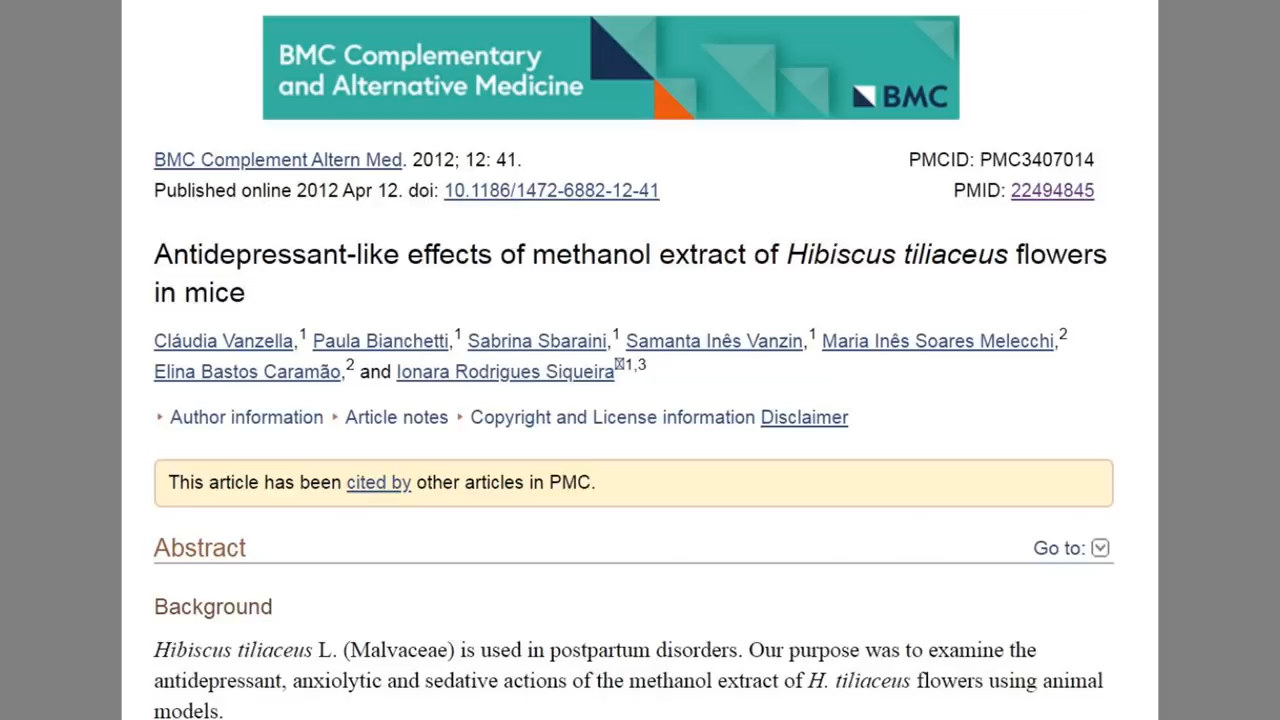 BMC Complementary
and Alternative Medicine
BMC
BMC Complement Altern Med. 2012; 12: 41.
PMCID: PMC3407014
Published online 2012 Apr 12. doi: 10.1186/1472-6882-12-41
PMID: 22494845
Antidepressant-like effects of methanol extract of Hibiscus tiliaceus flowers
in mice
Cláudia Vanzella,1 Paula Bianchetti,1 Sabrina Sbaraini,1 Samanta Inês Vanzin,1 Maria Inês Soares Melecchi,2
Elina Bastos Caramão,2 and Ionara Rodrigues Siqueira1,3
Author information Article notes Copyright and License information Disclaimer
This article has been cited by other articles in PMC.
Abstract
Go to:
Background
Hibiscus tiliaceus L. (Malvaceae) is used in postpartum disorders. Our purpose was to examine the
antidepressant, anxiolytic and sedative actions of the methanol extract of H. tiliaceus flowers using animal
models.